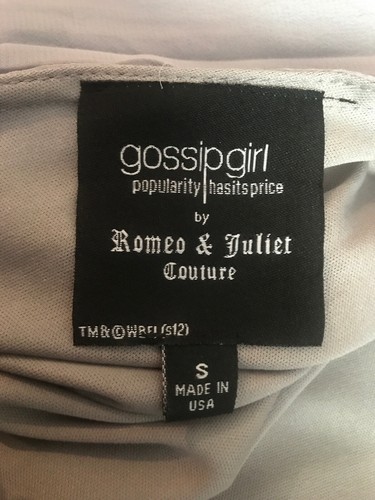 gossipgirl
popularity hasitsprice
by
Romeo & Juliet
Couture
TM&©WBEI(S12)
S
MADE IN
USA